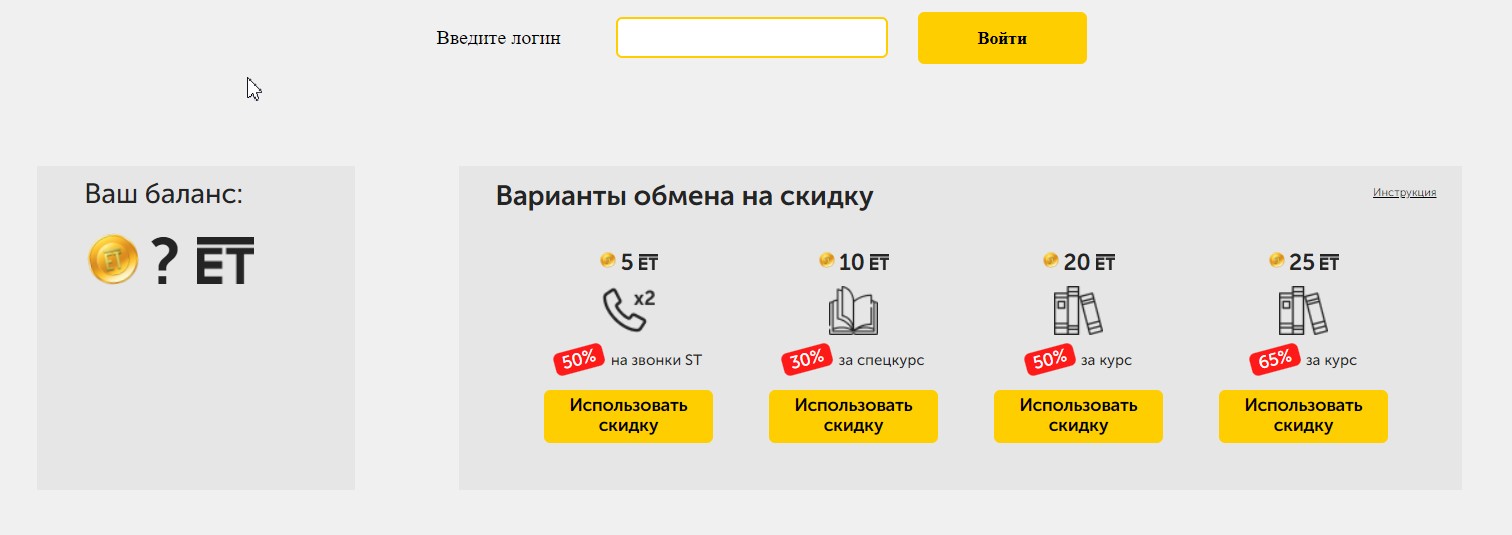 Введите логин
Войти
Ваш баланс:
ET ? ET
Варианты обмена на скидку
Инструкция
5 ET
10 ET
20 ET
25 ET
x2
50% на звонки ST
30% за спецкурс
50% за курс
65% за курс
Использовать
скидку
Использовать
скидку
Использовать
скидку
Использовать
скидку